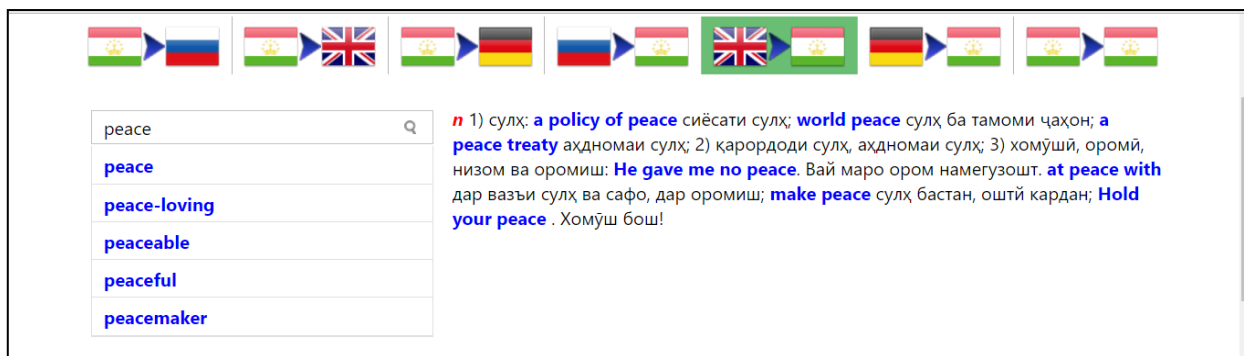 peace
peace
peace-loving
peaceable
peaceful
peacemaker
n 1) сулҳ: a policy of peace сиёсати сулҳ; world peace сулҳ ба тамоми ҷаҳон; a
peace treaty аҳдномаи сулҳ; 2) қарордоди сулҳ, аҳдномаи сулҳ; 3) хомӯшӣ, оромӣ,
низом ва оромиш: He gave me no peace. Вай маро ором намегузошт. at peace with
дар вазъи сулҳ ва сафо, дар оромиш; make peace сулҳ бастан, оштӣ кардан; Hold
your peace . Хомӯш бош!